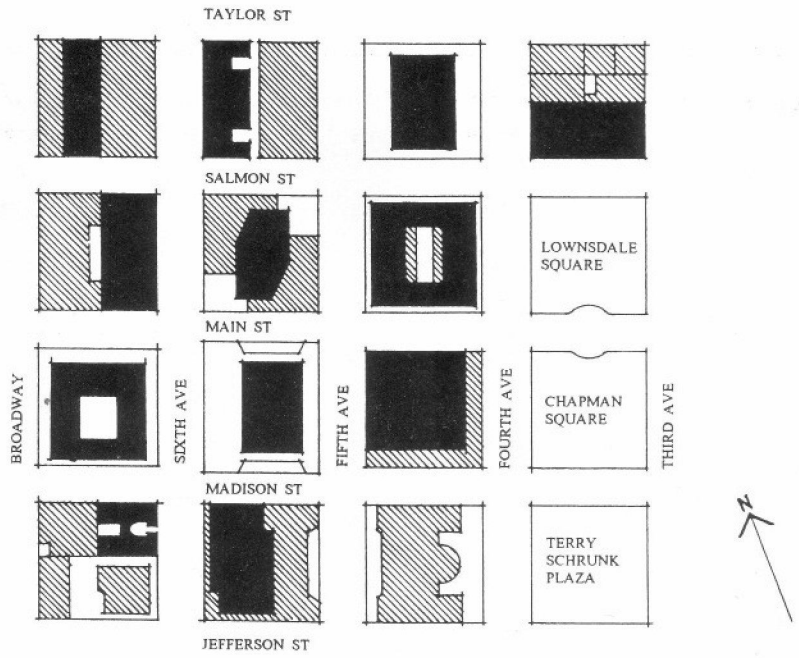 TAYLOR ST
SALMON ST
LOWNSDALE
SQUARE
MAIN ST
BROADWAY
SIXTH AVE
FIFTH AVE
FOURTH AVE
CHAPMAN
SQUARE
THIRD AVE
MADISON ST
N
TERRY
SCHRUNK
PLAZA
JEFFERSON ST